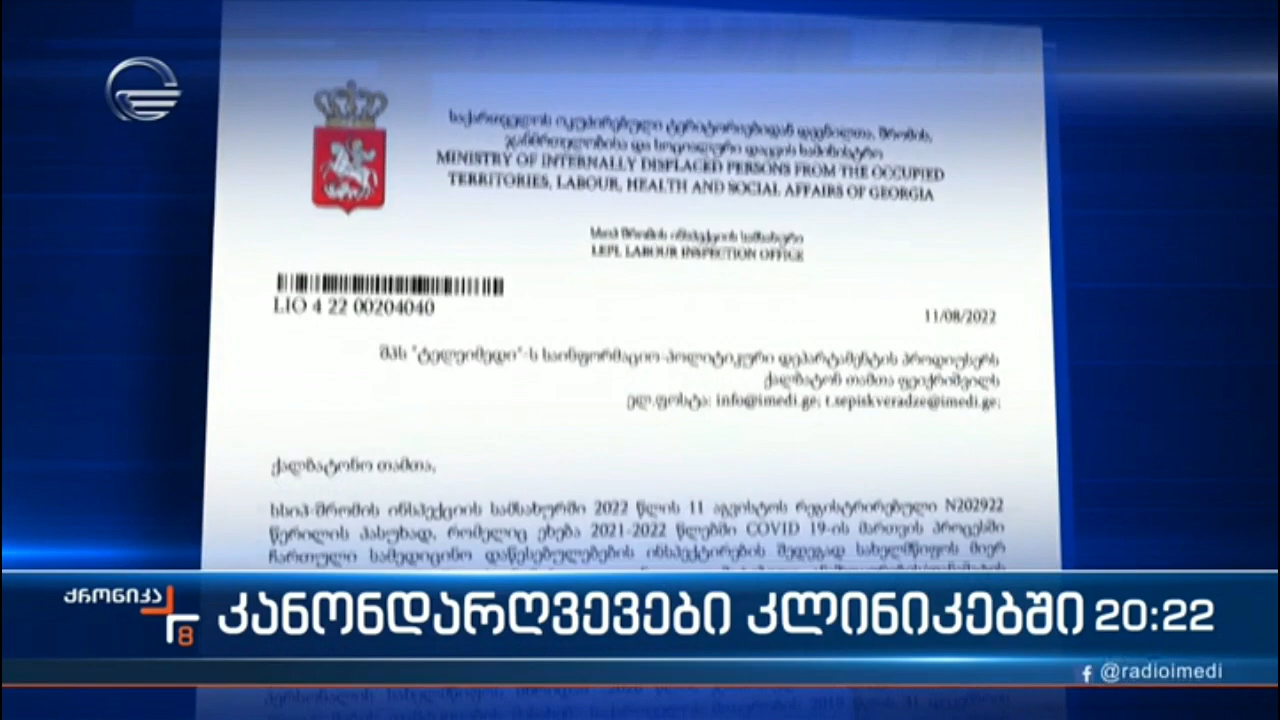 საქართველოს ოკუპირებული ტერიტორიებიდან დევნილთა, შრომის,
ჯანმრთელობისა და სოციალური დაცვის სამინისტრო
MINISTRY OF INTERNALLY DISPLACED PERSONS FROM THE OCCUPIED
TERRITORIES, LABOUR, HEALTH AND SOCIAL AFFAIRS OF GEORGIA
სსიპ შრომის ინსპექციის სამსახური
LEPL LABOUR INSPECTION OFFICE
LIO 4 22 00204040
11/08/2022
შპს "ტელეიმედი"-ს საინფორმაციო-პოლიტიკური დეპარტამენტის პროდიუსერს
ქალბატონ თამთა
ელ.ფოსტა: info@imedi.ge; t.sepiskveradze@imedi.ge;
ქალბატონო თამთა,
სსიპ შრომის ინსპექციის სამსახურში 2022 წლის 11 აგვისტოს რეგისტრირებული N202922
წერილის პასუხად, რომელიც ეხება 2021-2022 წლებში COVID 19-ის მართვის პროცესში
ჩართული სამედიცინო დაწესებულებების ინსპექტირების შედეგად სახელმწიფოს მიერ
ქრონიკა
8
კანონდარღვევები კლინიკებში 20:22
f @radioimedi